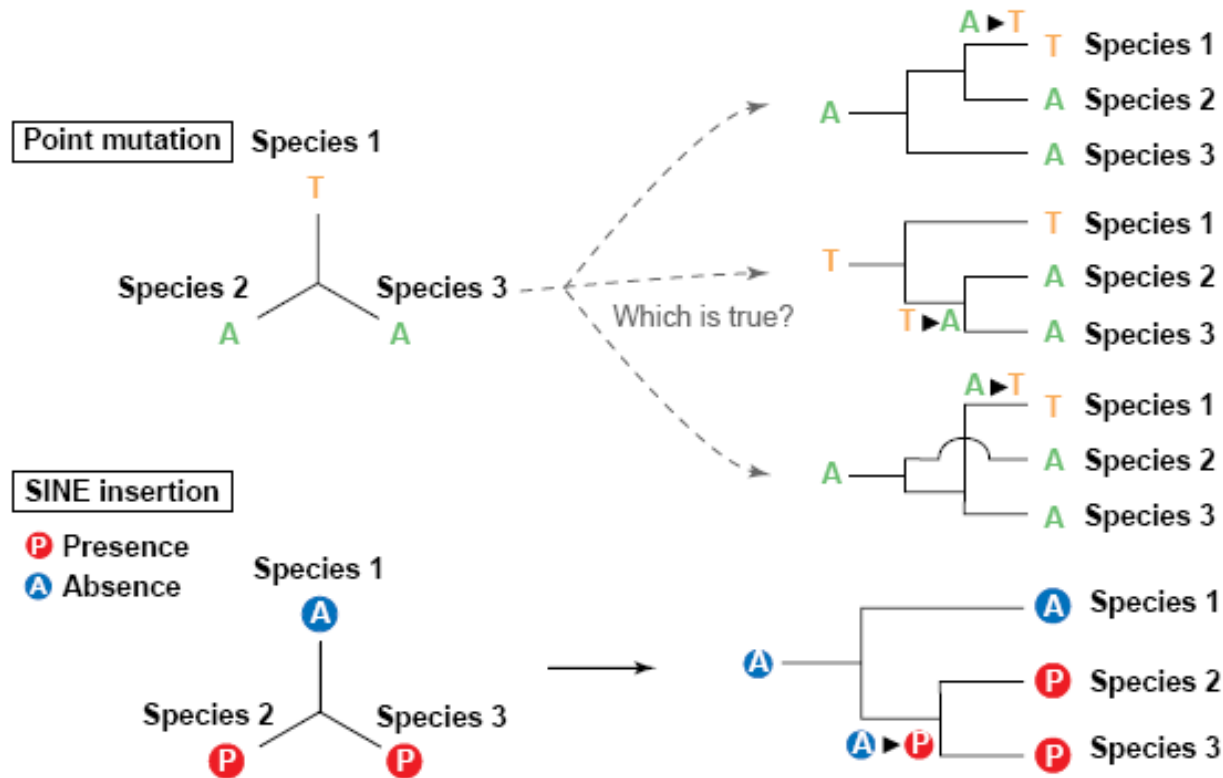 A ▶ T
T Species 1
A
A Species 2
A Species 3
Point mutation
Species 1
T
Species 2
Species 3
A
A
Which is true?
T Species 1
T
A Species 2
T ▶ A
A Species 3
A ▶ T
T Species 1
A Species 2
A
A Species 3
SINE insertion
P Presence
A Absence
Species 1
A
Species 2
Species 3
P
P
A Species 1
A
P Species 2
A ▶ P
P Species 3